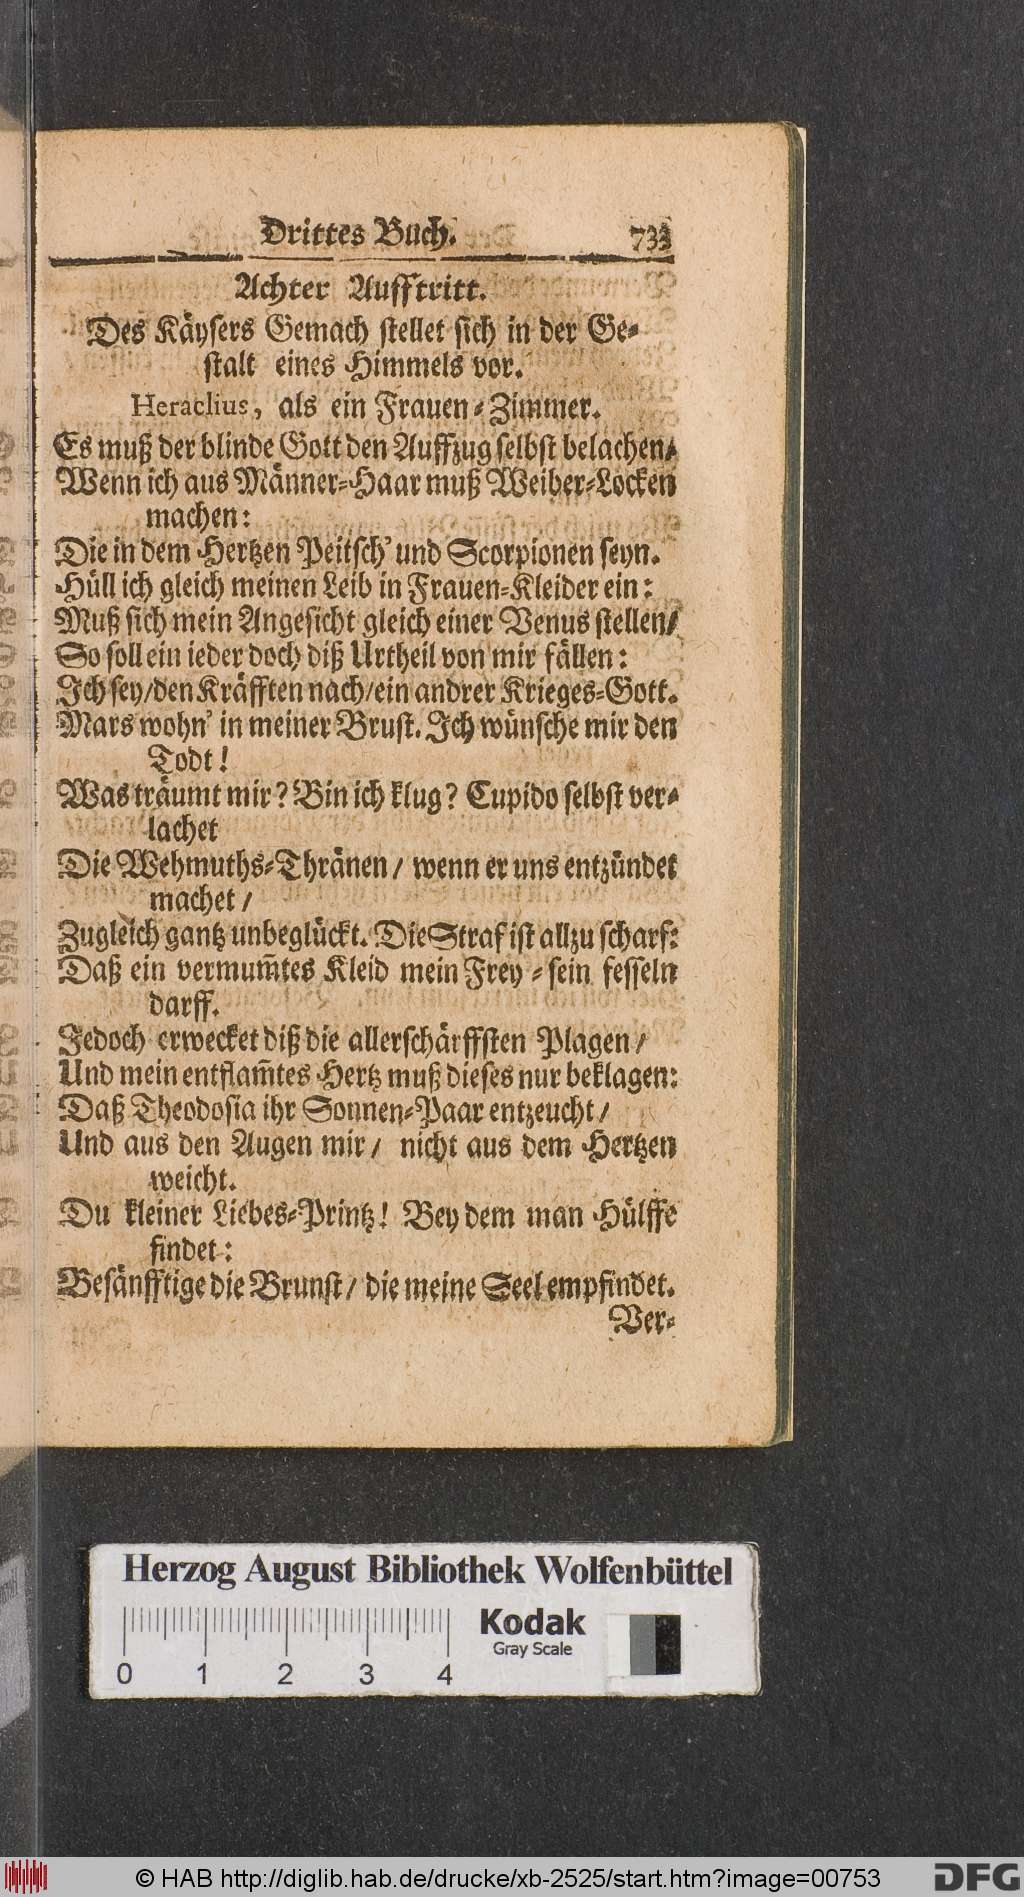 Drittes Buch. 733
Achter Aufftritt.
Des Käysers Gemach stellet sich in der Ge-
stalt eines Himmels vor.
Heraclius, als ein Frauen-Zimmer.
Es muß der blinde Gott den Auffzug selbst belachen/
Wenn ich aus Männer-Haar muß Weiber-Locken
machen:
Die in dem Hertzen Peitsch' und Scorpionen seyn.
Hüll ich gleich meinen Leib in Frauen-Kleider ein:
Muß sich mein Angesicht gleich einer Venus stellen/
So soll ein ieder doch diß Urtheil von mir fällen:
Ich sey/den Kräfften nach/ein andrer Krieges-Gott.
Mars wohn' in meiner Brust. Ich wünsche mir den
Todt!
Was träumt mir? Bin ich klug? Cupido selbst ver-
lachet
Die Wehmuths-Thränen/ wenn er uns entzündet
machet/
Zugleich gantz unbeglückt. Die Straf ist allzu scharf:
Daß ein vermum̃tes Kleid mein Frey-sein fesseln
darff.
Jedoch erwecket diß die allerschärffsten Plagen/
Und mein entflam̃tes Hertz muß dieses nur beklagen:
Daß Theodosia ihr Sonnen-Paar entzeucht/
Und aus den Augen mir/ nicht aus dem Hertzen
weicht.
Du kleiner Liebes-Printz! Bey dem man Hülffe
findet:
Besänfftige die Brunst/ die meine Seel empfindet.
Ver-
Herzog August Bibliothek Wolfenbüttel
Kodak
Gray Scale
0 1 2 3 4
© HAB http://diglib.hab.de/drucke/xb-2525/start.htm?image=00753
DFG